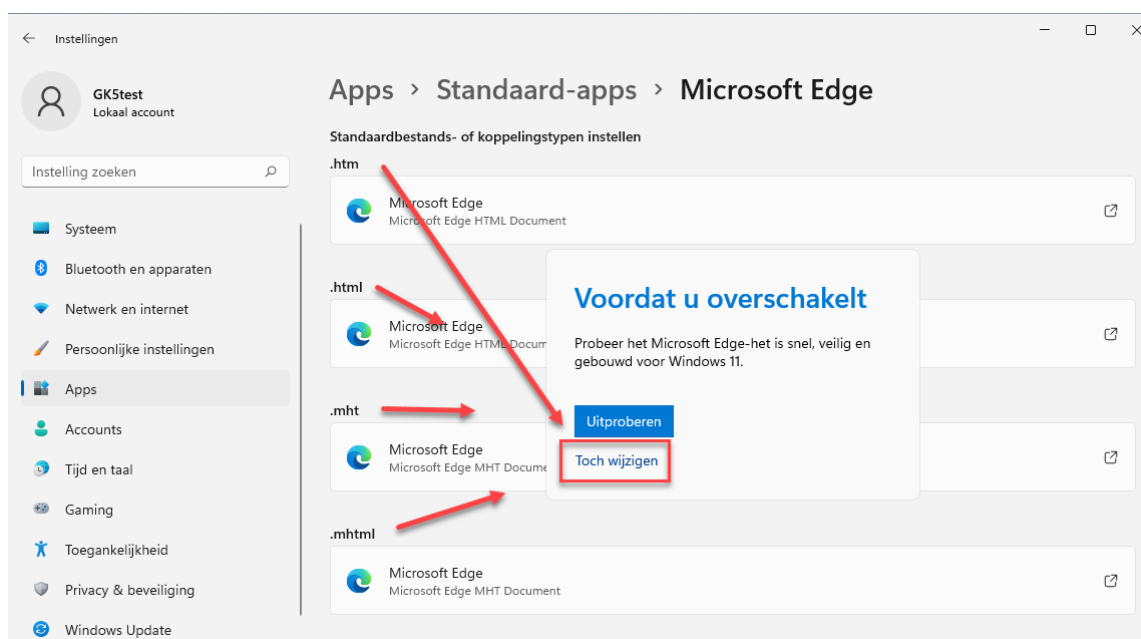 Instellingen
GK5test
Lokaal account
Instelling zoeken
Systeem
Bluetooth en apparaten
Netwerk en internet
Persoonlijke instellingen
Apps
Accounts
Tijd en taal
Gaming
Toegankelijkheid
Privacy & beveiliging
Windows Update
Apps > Standaard-apps > Microsoft Edge
Standaardbestands- of koppelingstypen instellen
.htm
Microsoft Edge
Microsoft Edge HTML Document
.html
Microsoft Edge
Microsoft Edge HTML Docum
.mht
Microsoft Edge
Microsoft Edge MHT Docume
.mhtml
Microsoft Edge
Microsoft Edge MHT Document
Voordat u overschakelt
Probeer het Microsoft Edge-het is snel, veilig en
gebouwd voor Windows 11.
Uitproberen
Toch wijzigen